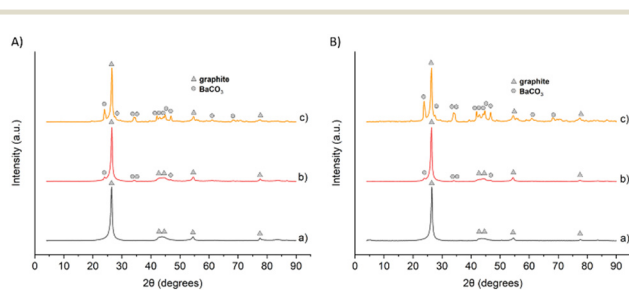 A)
graphite
BaCO₃
c)
b)
a)
Intensity (a.u.)
0 10 20 30 40 50 60 70 80 90
2θ (degrees)
B)
graphite
BaCO₃
c)
b)
a)
Intensity (a.u.)
0 10 20 30 40 50 60 70 80 90
2θ (degrees)